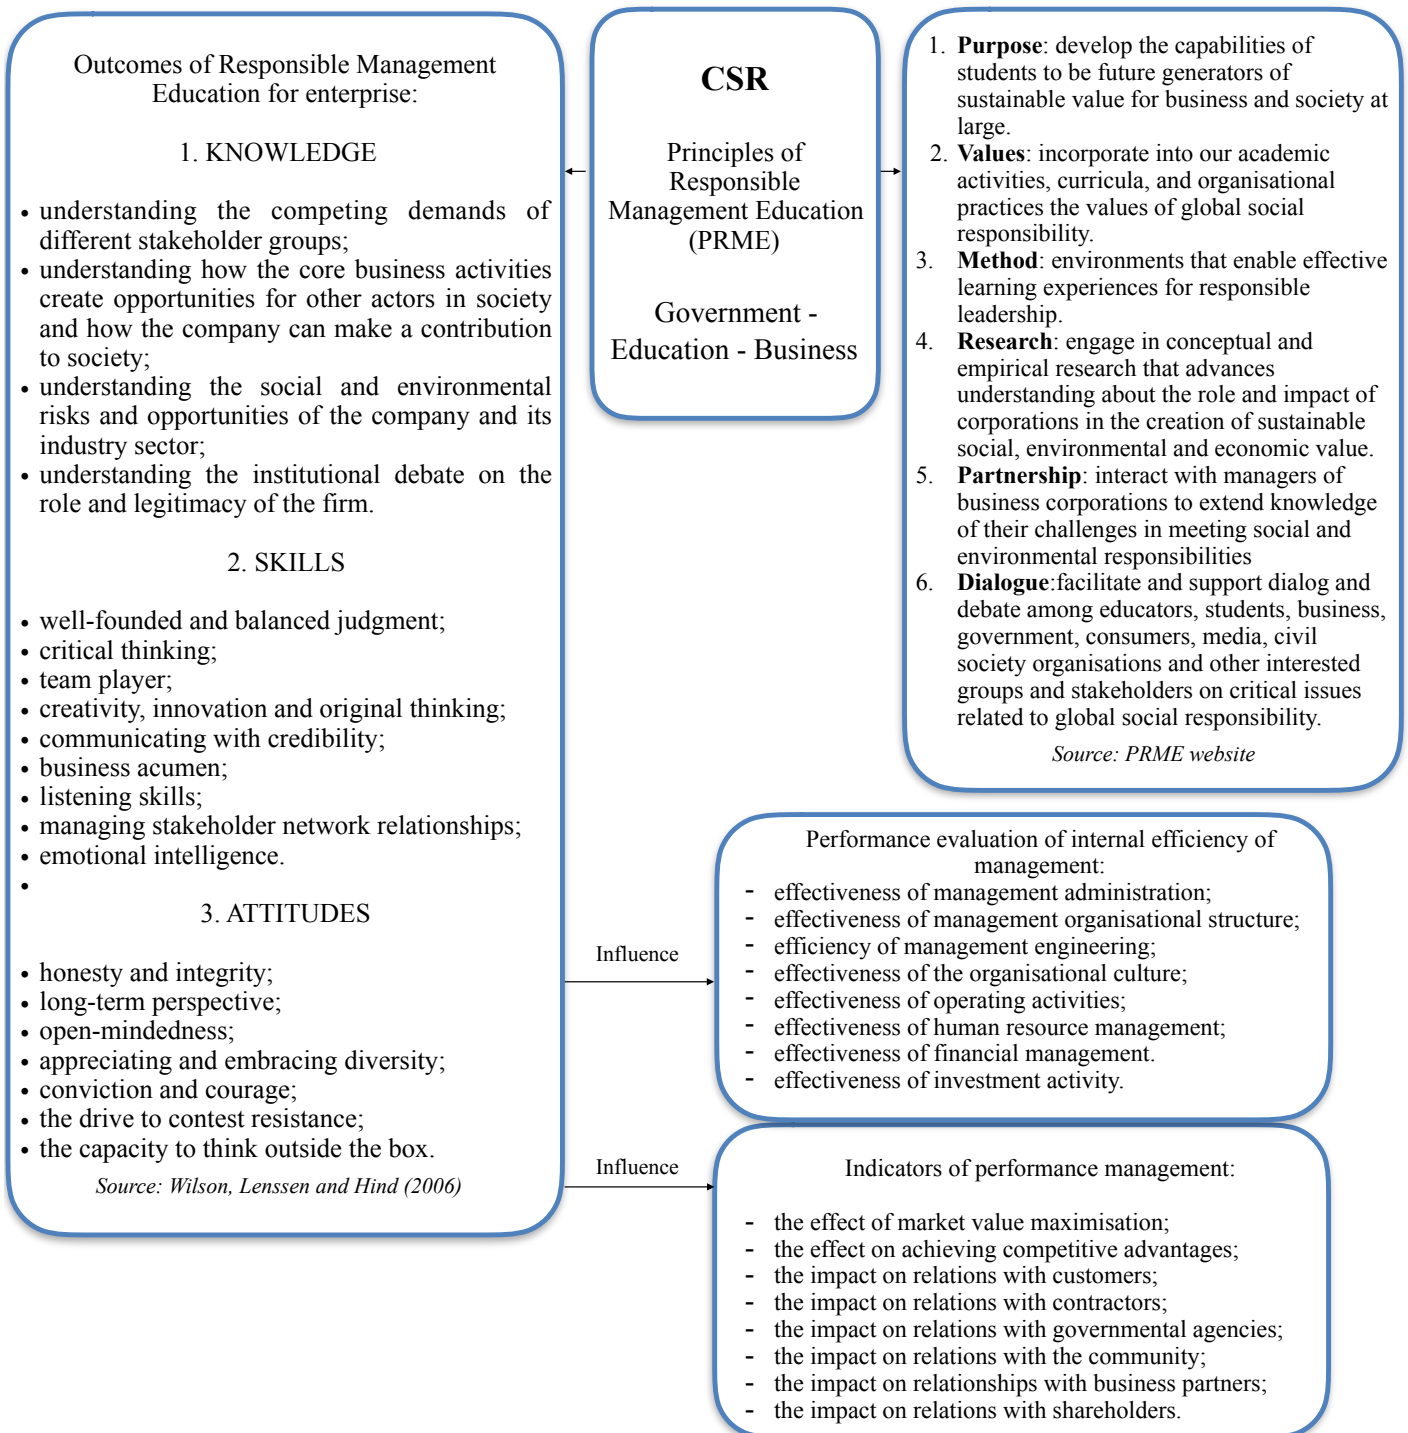 Outcomes of Responsible Management
Education for enterprise:
1. KNOWLEDGE
• understanding the competing demands of
different stakeholder groups;
• understanding how the core business activities
create opportunities for other actors in society
and how the company can make a contribution
to society;
• understanding the social and environmental
risks and opportunities of the company and its
industry sector;
• understanding the institutional debate on the
role and legitimacy of the firm.
2. SKILLS
• well-founded and balanced judgment;
• critical thinking;
• team player;
• creativity, innovation and original thinking;
• communicating with credibility;
• business acumen;
• listening skills;
• managing stakeholder network relationships;
• emotional intelligence.
•
3. ATTITUDES
• honesty and integrity;
• long-term perspective;
• open-mindedness;
• appreciating and embracing diversity;
• conviction and courage;
• the drive to contest resistance;
• the capacity to think outside the box.
Source: Wilson, Lenssen and Hind (2006)
CSR
Principles of
Responsible
Management Education
(PRME)
Government -
Education - Business
1. Purpose: develop the capabilities of
students to be future generators of
sustainable value for business and society at
large.
2. Values: incorporate into our academic
activities, curricula, and organisational
practices the values of global social
responsibility.
3. Method: environments that enable effective
learning experiences for responsible
leadership.
4. Research: engage in conceptual and
empirical research that advances
understanding about the role and impact of
corporations in the creation of sustainable
social, environmental and economic value.
5. Partnership: interact with managers of
business corporations to extend knowledge
of their challenges in meeting social and
environmental responsibilities
6. Dialogue:facilitate and support dialog and
debate among educators, students, business,
government, consumers, media, civil
society organisations and other interested
groups and stakeholders on critical issues
related to global social responsibility.
Source: PRME website
Influence
Performance evaluation of internal efficiency of
management:
- effectiveness of management administration;
- effectiveness of management organisational structure;
- efficiency of management engineering;
- effectiveness of the organisational culture;
- effectiveness of operating activities;
- effectiveness of human resource management;
- effectiveness of financial management.
- effectiveness of investment activity.
Influence
Indicators of performance management:
- the effect of market value maximisation;
- the effect on achieving competitive advantages;
- the impact on relations with customers;
- the impact on relations with contractors;
- the impact on relations with governmental agencies;
- the impact on relations with the community;
- the impact on relationships with business partners;
- the impact on relations with shareholders.